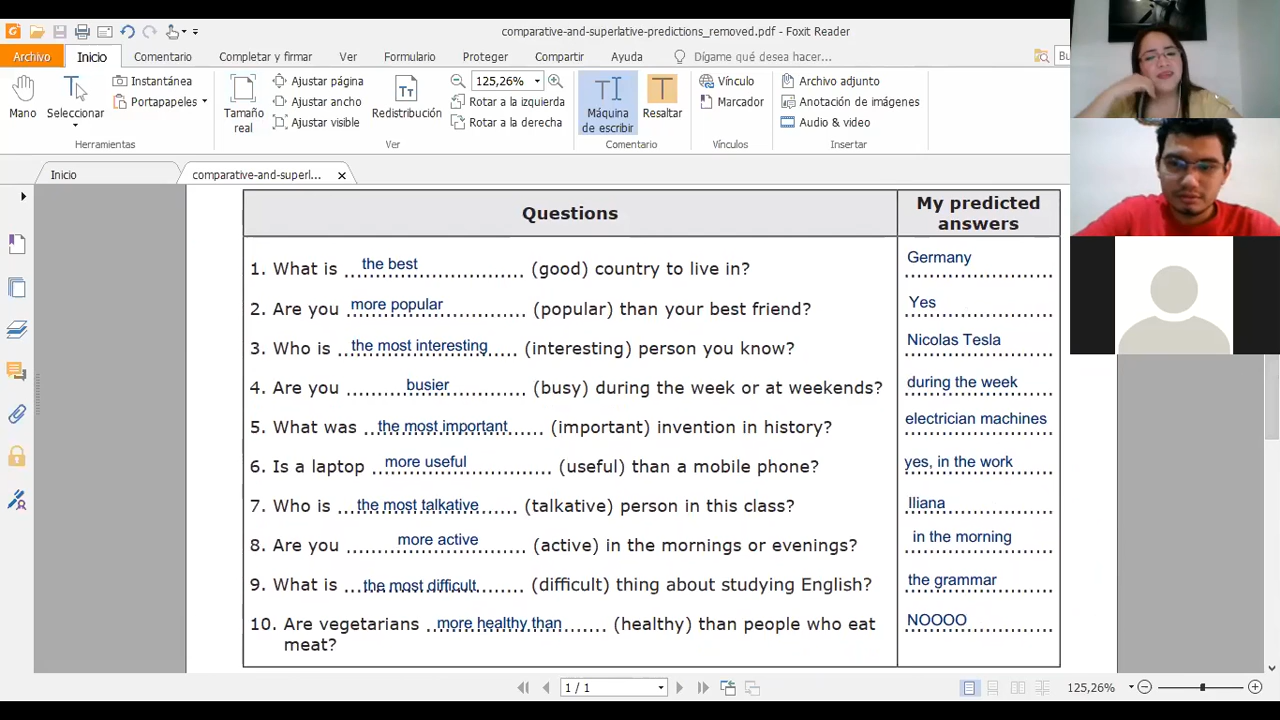 comparative-and-superlative-predictions_removed.pdf - Foxit Reader
Archivo Inicio Comentario Completar y firmar Ver Formulario Proteger Compartir Ayuda Dígame qué desea hacer... Bu
Mano
Seleccionar
Instantánea
Portapapeles
Herramientas
Tamaño real
Ajustar página
Ajustar ancho
Ajustar visible
Redistribución
125,26%
Rotar a la izquierda
Rotar a la derecha
Ver
Máquina de escribir
Resaltar
Comentario
Vínculo
Marcador
Vínculos
Archivo adjunto
Anotación de imágenes
Audio & video
Insertar
Inicio comparative-and-superl...
Questions
My predicted
answers
1. What is ...the best... (good) country to live in? Germany
2. Are you more popular (popular) than your best friend? Yes
3. Who is the most interesting (interesting) person you know? Nicolas Tesla
4. Are you busier (busy) during the week or at weekends? during the week
5. What was the most important (important) invention in history? electrician machines
6. Is a laptop more useful (useful) than a mobile phone? yes, in the work
7. Who is the most talkative (talkative) person in this class? Iliana
8. Are you more active (active) in the mornings or evenings? in the morning
9. What is the most difficult (difficult) thing about studying English? the grammar
10. Are vegetarians more healthy than (healthy) than people who eat NOOOO
meat?
1 / 1 125,26%